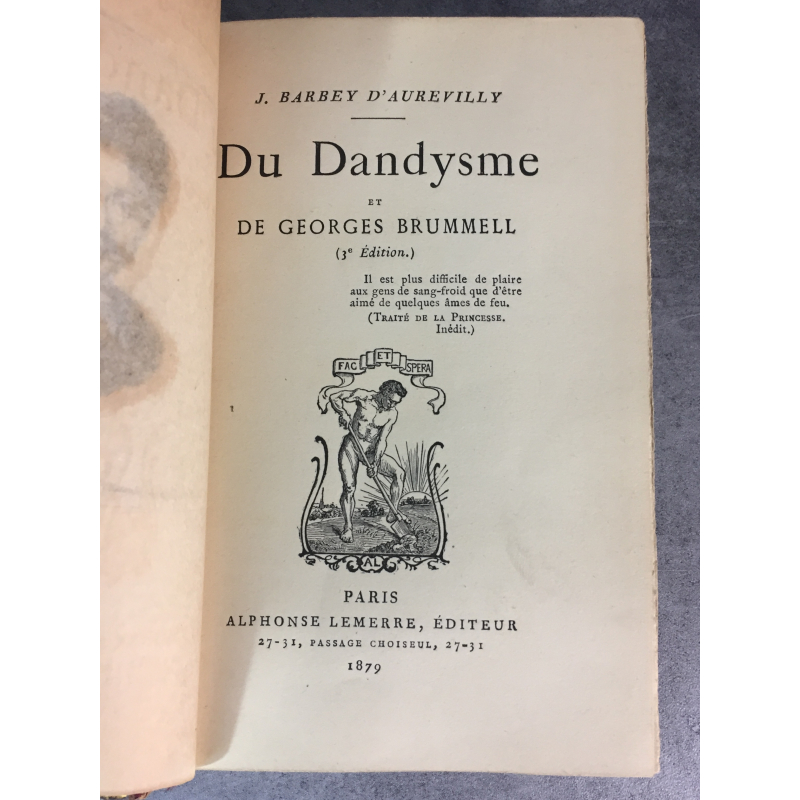 J. BARBEY D'AUREVILLY
Du Dandysme
ET
DE GEORGES BRUMMELL
(3e Édition.)
Il est plus difficile de plaire
aux gens de sang-froid que d'être
aimé de quelques âmes de feu.
(TRAITÉ DE LA PRINCESSE.
Inédit.)
FAC ET SPERA
AL
PARIS
ALPHONSE LEMERRE, ÉDITEUR
27-31, PASSAGE CHOISEUL, 27-31
1879